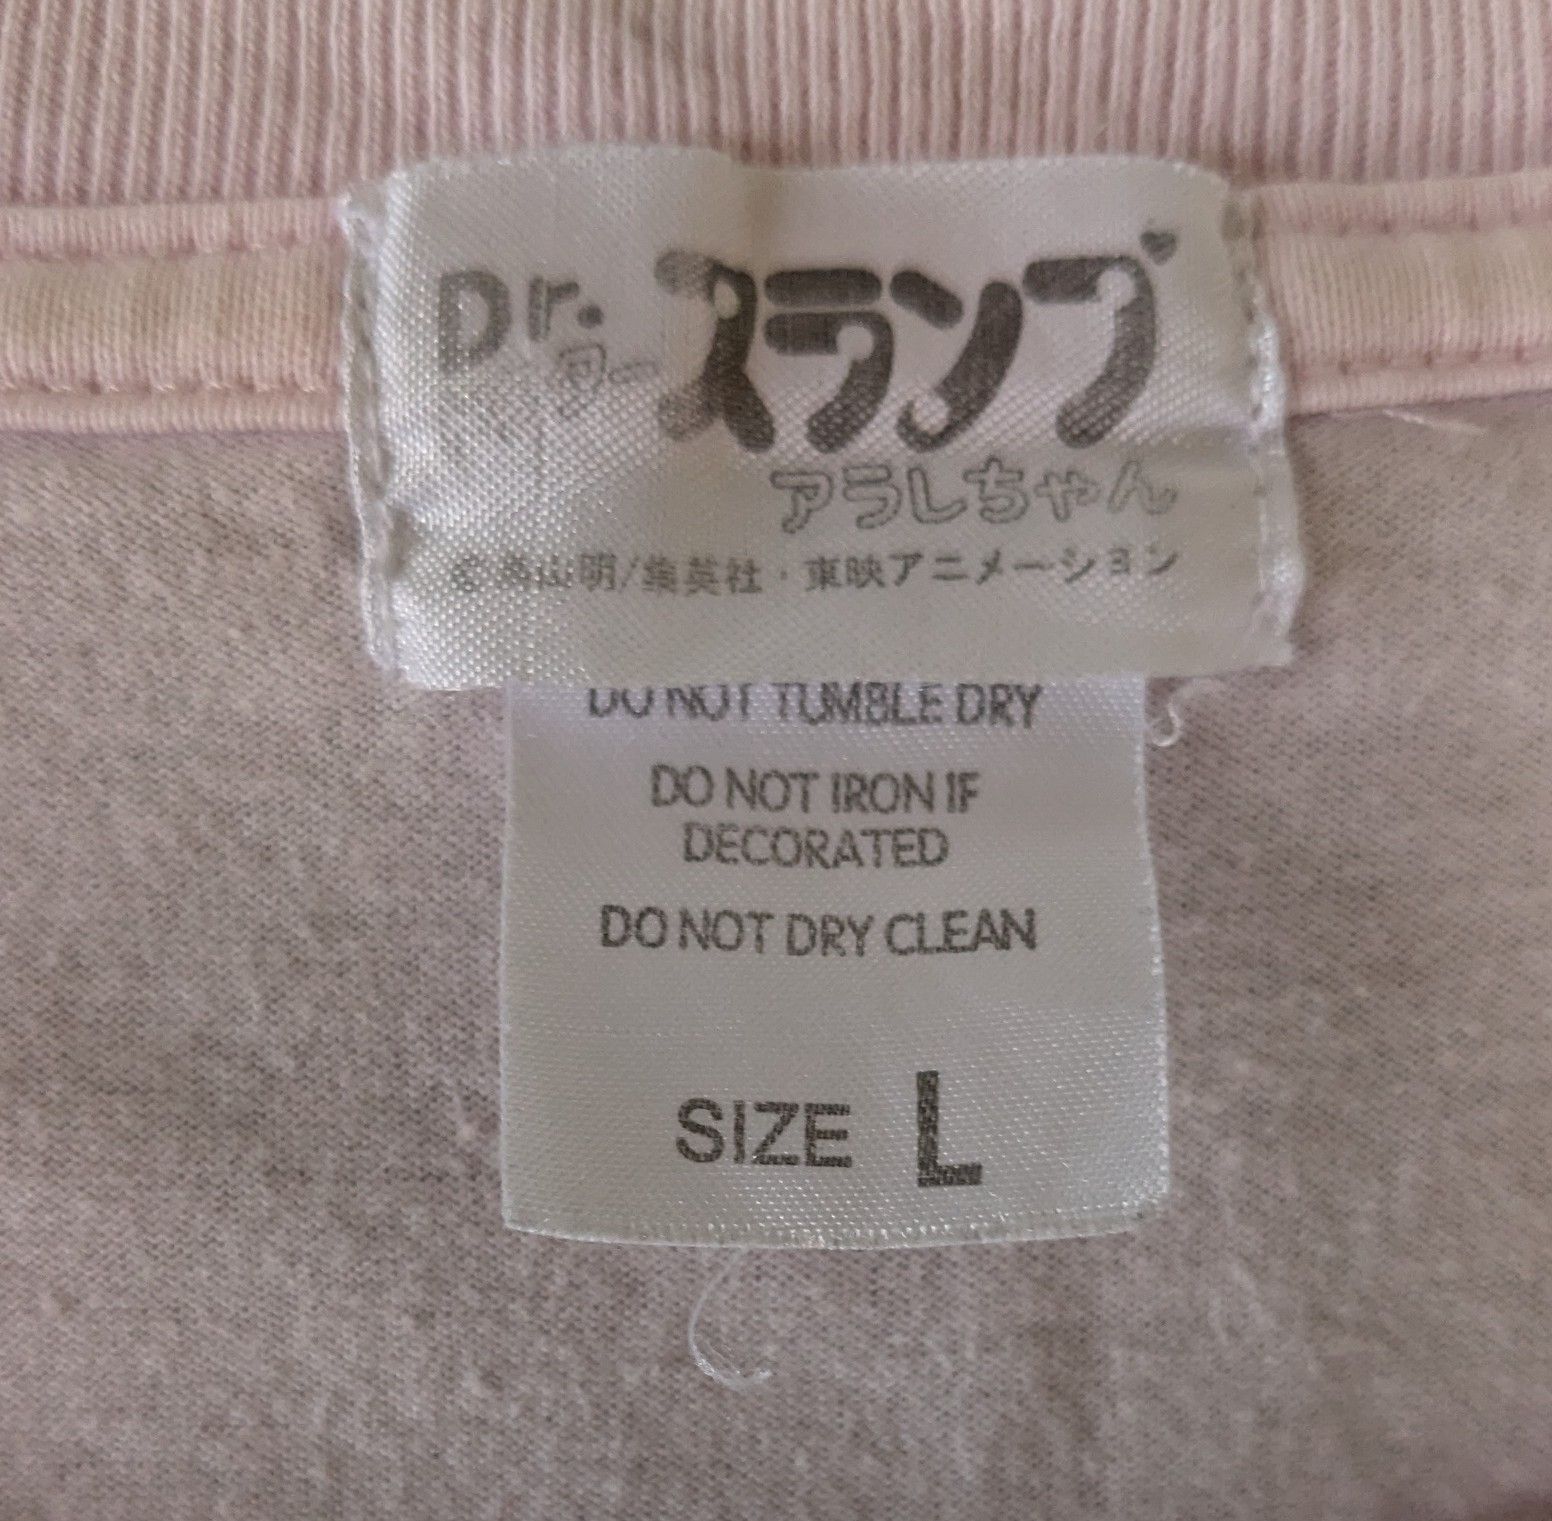 Dr.スランプ
アラレちゃん
© 鳥山明/集英社・東映アニメーション
DO NOT TUMBLE DRY
DO NOT IRON IF
DECORATED
DO NOT DRY CLEAN
SIZE L